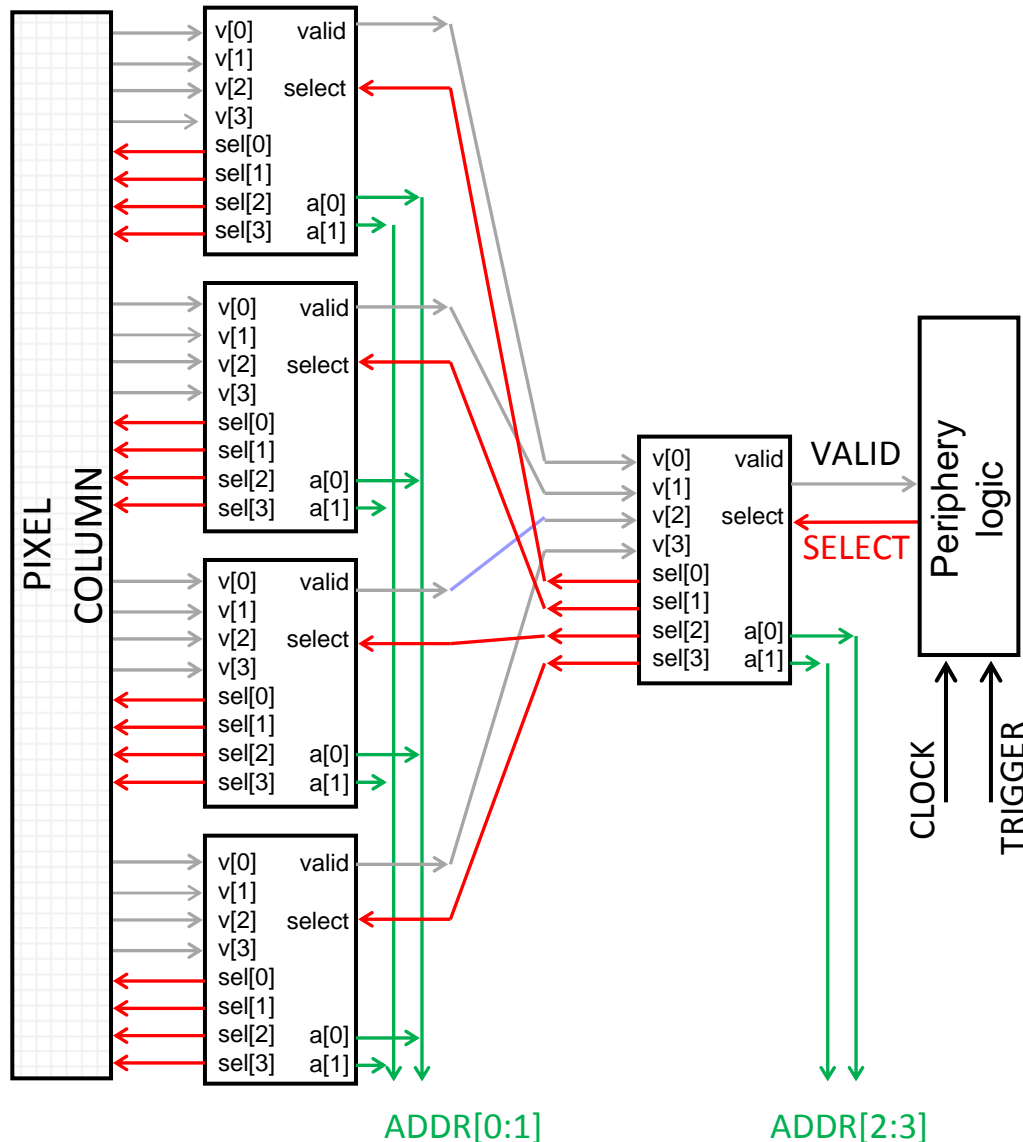 PIXEL
COLUMN
v[0] valid
v[1]
v[2] select
v[3]
sel[0]
sel[1]
sel[2] a[0]
sel[3] a[1]
v[0] valid
v[1]
v[2] select
v[3]
sel[0]
sel[1]
sel[2] a[0]
sel[3] a[1]
v[0] valid
v[1]
v[2] select
v[3]
sel[0]
sel[1]
sel[2] a[0]
sel[3] a[1]
v[0] valid
v[1]
v[2] select
v[3]
sel[0]
sel[1]
sel[2] a[0]
sel[3] a[1]
v[0] valid
v[1]
v[2] select
v[3]
sel[0]
sel[1]
sel[2] a[0]
sel[3] a[1]
VALID
SELECT
Periphery
logic
CLOCK
TRIGGER
ADDR[0:1]
ADDR[2:3]